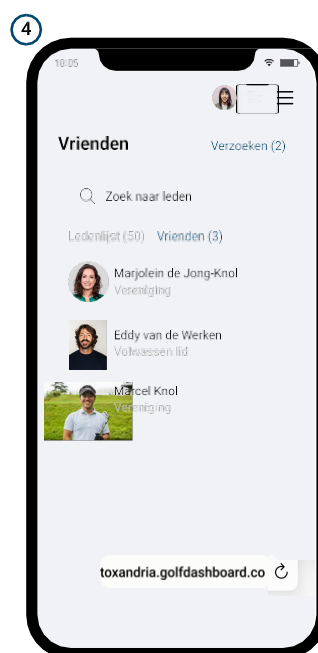 4
10:05
Vrienden
Verzoeken (2)
Zoek naar leden
Ledenlijst (50) Vrienden (3)
Marjolein de Jong-Knol
Vereniging
Eddy van de Werken
Volwassen lid
Marcel Knol
Vereniging
toxandria.golfdashboard.co